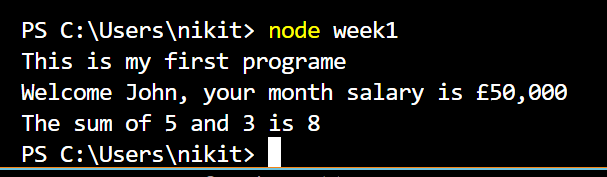 PS C:\Users\nikit> node week1
This is my first programe
Welcome John, your month salary is £50,000
The sum of 5 and 3 is 8
PS C:\Users\nikit>